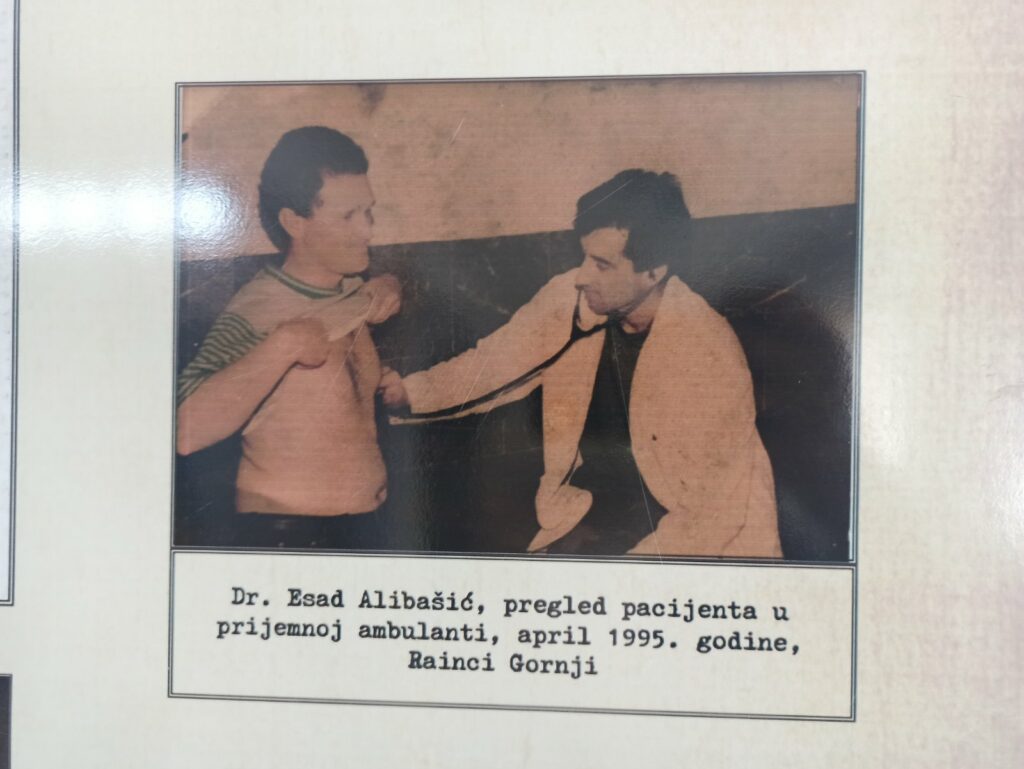 Dr. Esad Alibašić, pregled pacijenta u
prijemnoj ambulanti, april 1995. godine,
Rainci Gornji